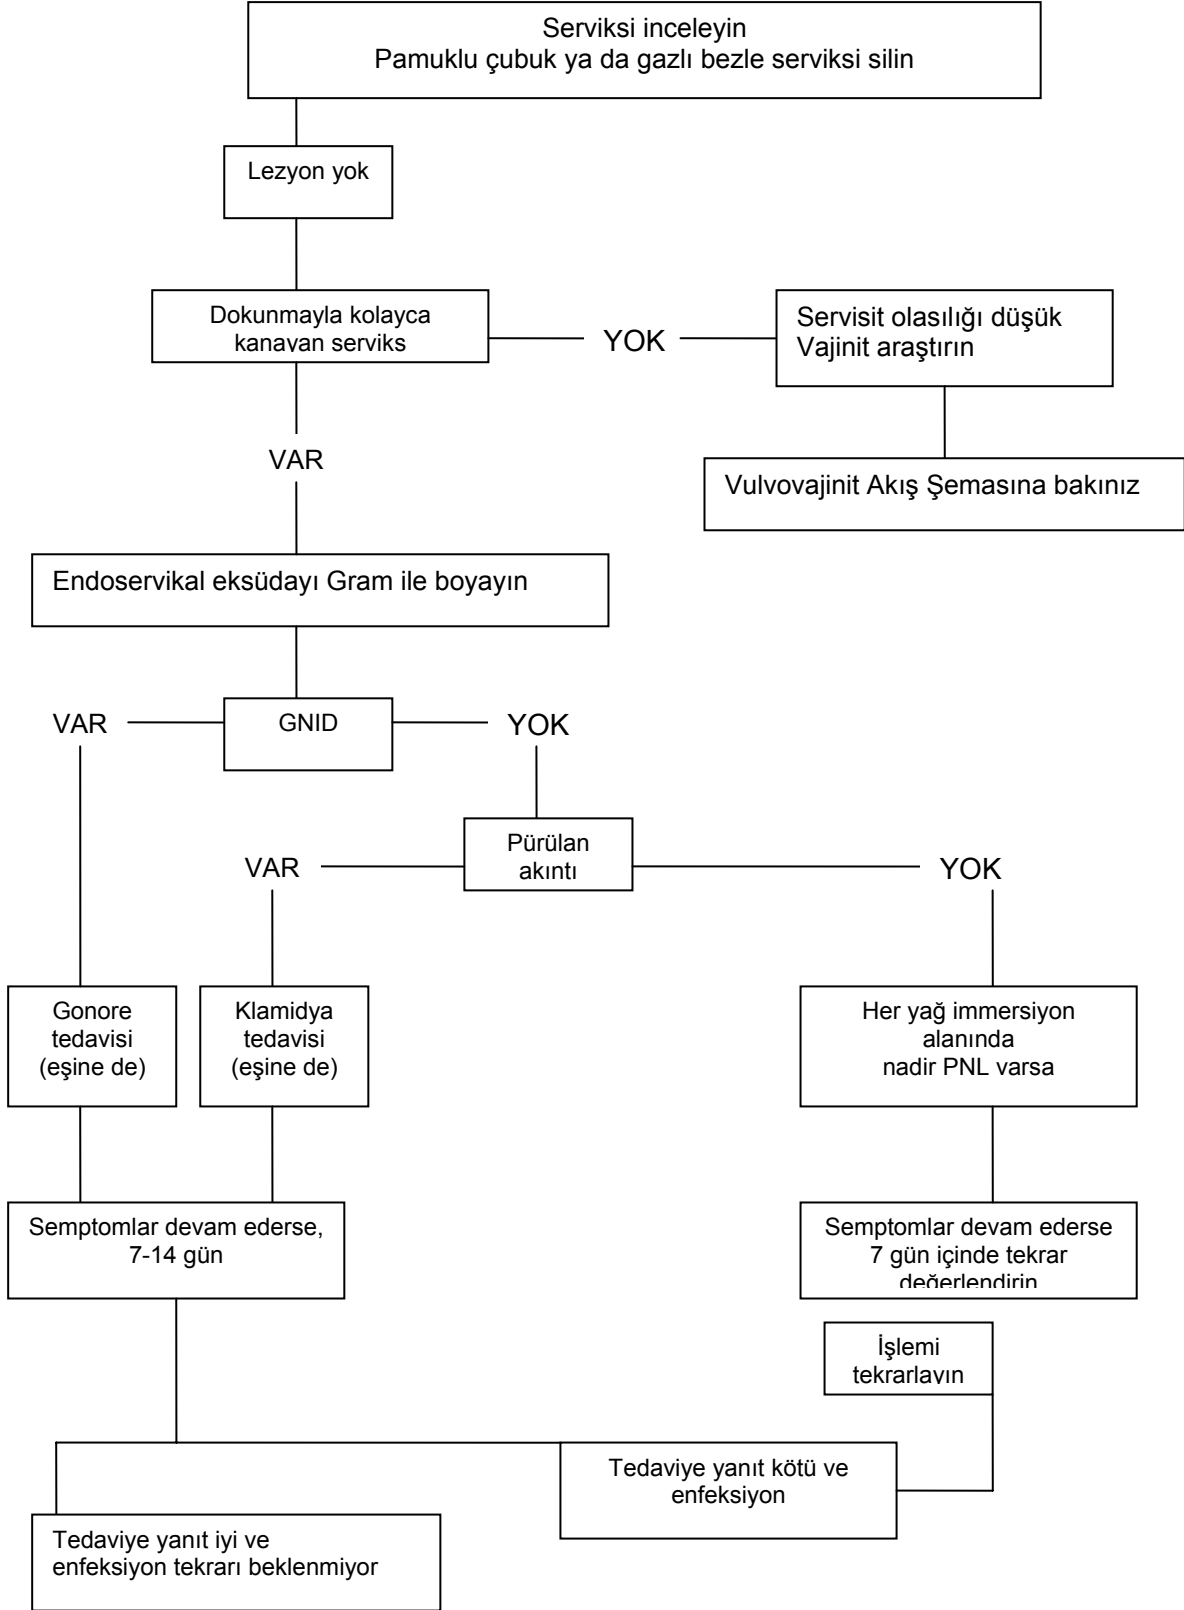 Serviksi inceleyin
Pamuklu çubuk ya da gazlı bezle serviksi silin
Lezyon yok
Dokunmayla kolayca
kanayan serviks
YOK
Servisit olasılığı düşük
Vajinit araştırın
VAR
Vulvovajinit Akış Şemasına bakınız
Endoservikal eksüdayı Gram ile boyayın
VAR
GNID
YOK
VAR
Pürülan
akıntı
YOK
Gonore
tedavisi
(eşine de)
Klamidya
tedavisi
(eşine de)
Her yağ immersiyon
alanında
nadir PNL varsa
Semptomlar devam ederse,
7-14 gün
Semptomlar devam ederse
7 gün içinde tekrar
değerlendirin
İşlemi
tekrarlayın
Tedaviye yanıt kötü ve
enfeksiyon
Tedaviye yanıt iyi ve
enfeksiyon tekrarı beklenmiyor